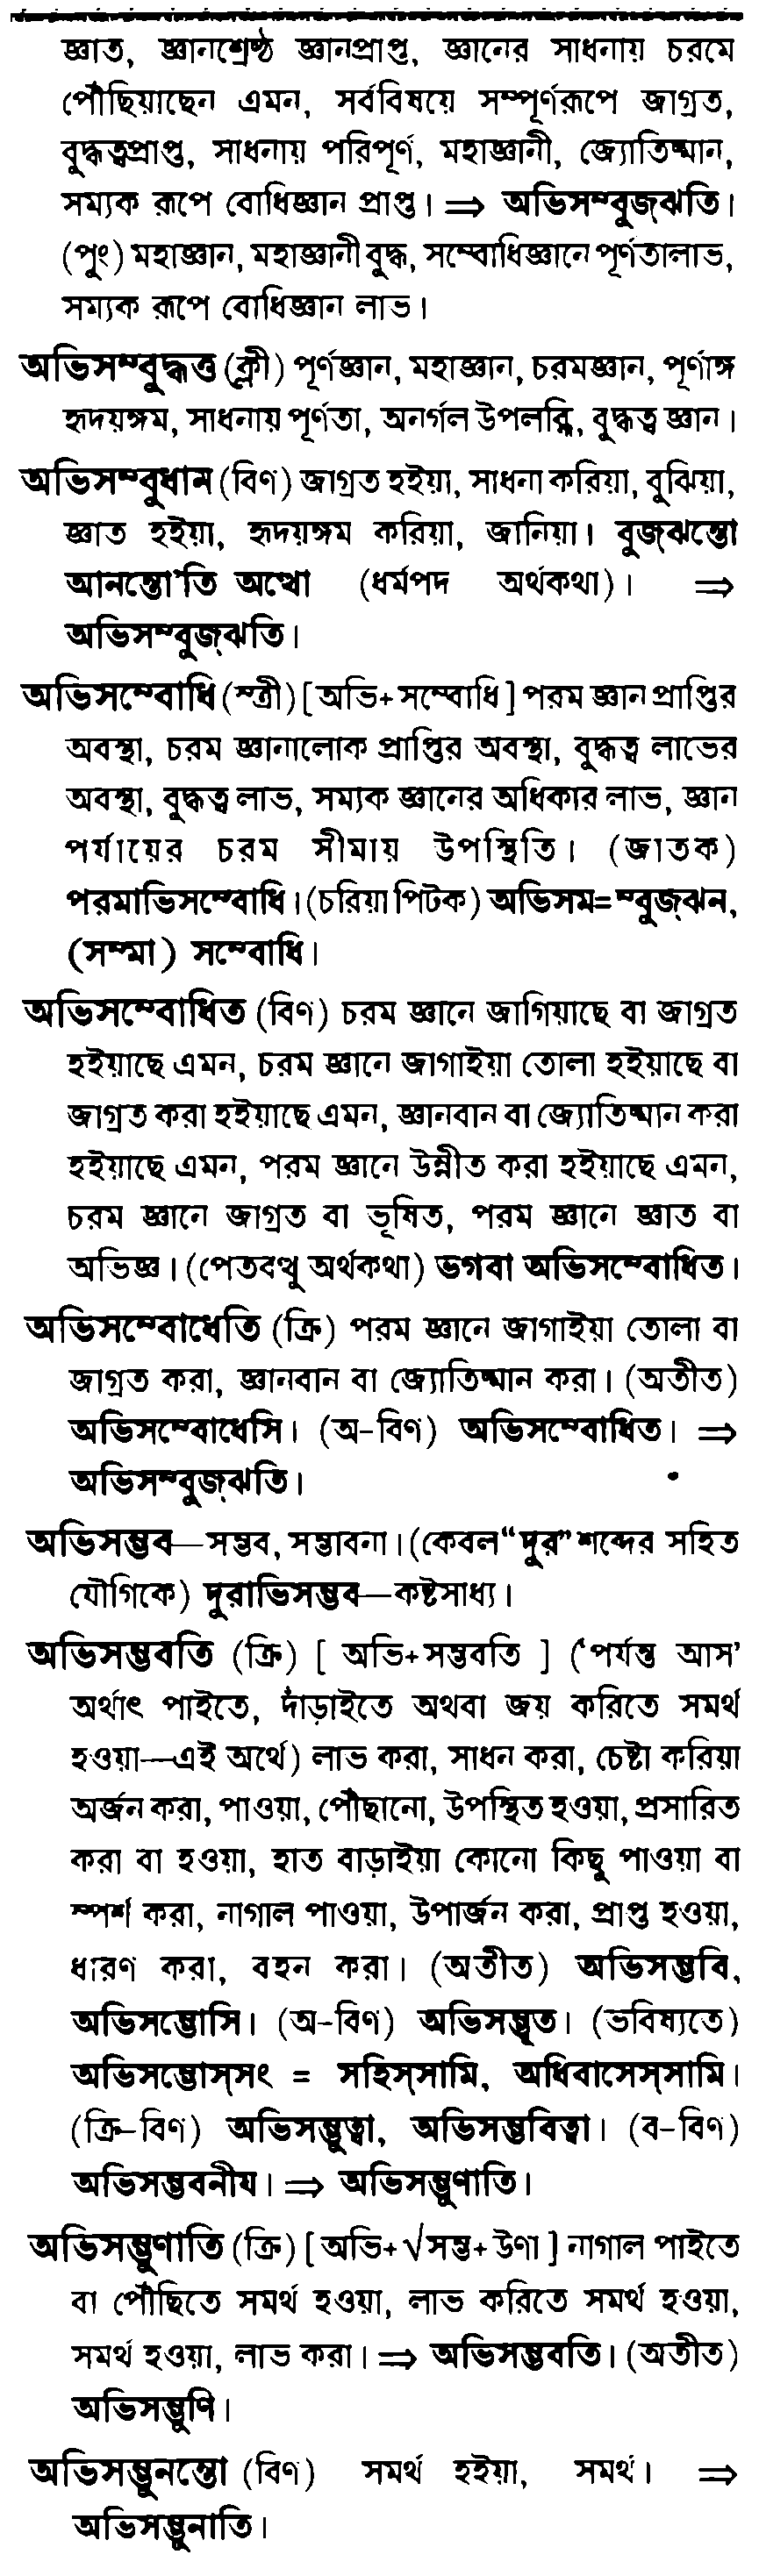 জ্ঞাত, জ্ঞানশ্রেষ্ঠ জ্ঞানপ্রাপ্ত, জ্ঞানের সাধনায় চরমে
পৌঁছিয়াছেন এমন, সর্ববিষয়ে সম্পূর্ণরূপে জাগ্রত,
বুদ্ধত্বপ্রাপ্ত, সাধনায় পরিপূর্ণ, মহাজ্ঞানী, জ্যোতিষ্মান,
সম্যক রূপে বোধিজ্ঞান প্রাপ্ত। ⇒ অভিসম্বুজ্ঝতি।
(পুং) মহাজ্ঞান, মহাজ্ঞানী বুদ্ধ, সম্বোধিজ্ঞানে পূর্ণতালাভ,
সম্যক রূপে বোধিজ্ঞান লাভ।
অভিসম্বুদ্ধত্ত (ক্লী) পূর্ণজ্ঞান, মহাজ্ঞান, চরমজ্ঞান, পূর্ণাঙ্গ
হৃদয়ঙ্গম, সাধনায় পূর্ণতা, অনর্গল উপলব্ধি, বুদ্ধত্ব জ্ঞান।
অভিসম্বুধান (বিণ) জাগ্রত হইয়া, সাধনা করিয়া, বুঝিয়া,
জ্ঞাত হইয়া, হৃদয়ঙ্গম করিয়া, জানিয়া। বুজ্ঝন্তো
আনন্তো'তি অত্থো (ধর্মপদ অর্থকথা)। ⇒
অভিসম্বুজ্ঝতি।
অভিসম্বোধি (স্ত্রী) [অভি+সম্বোধি] পরম জ্ঞান প্রাপ্তির
অবস্থা, চরম জ্ঞানালোক প্রাপ্তির অবস্থা, বুদ্ধত্ব লাভের
অবস্থা, বুদ্ধত্ব লাভ, সম্যক জ্ঞানের অধিকার লাভ, জ্ঞান
পর্যায়ের চরম সীমায় উপস্থিতি। (জাতক)
পরমাভিসম্বোধি। (চরিয়া পিটক) অভিসম=ম্বুজ্ঝন,
(সম্মা) সম্বোধি।
অভিসম্বোধিত (বিণ) চরম জ্ঞানে জাগিয়াছে বা জাগ্রত
হইয়াছে এমন, চরম জ্ঞানে জাগাইয়া তোলা হইয়াছে বা
জাগ্রত করা হইয়াছে এমন, জ্ঞানবান বা জ্যোতিষ্মান করা
হইয়াছে এমন, পরম জ্ঞানে উন্নীত করা হইয়াছে এমন,
চরম জ্ঞানে জাগ্রত বা ভূষিত, পরম জ্ঞানে জ্ঞাত বা
অভিজ্ঞ। (পেতবত্থু অর্থকথা) ভগবা অভিসম্বোধিত।
অভিসম্বোধেতি (ক্রি) পরম জ্ঞানে জাগাইয়া তোলা বা
জাগ্রত করা, জ্ঞানবান বা জ্যোতিষ্মান করা। (অতীত)
অভিসম্বোধেসি। (অ-বিণ) অভিসম্বোধিত। ⇒
অভিসম্বুজ্ঝতি।
অভিসম্ভব—সম্ভব, সম্ভাবনা। (কেবল “দুর” শব্দের সহিত
যৌগিকে) দুরাভিসম্ভব—কষ্টসাধ্য।
অভিসম্ভবতি (ক্রি) [ অভি+সম্ভবতি ] (‘পর্যন্ত আস’
অর্থাৎ পাইতে, দাঁড়াইতে অথবা জয় করিতে সমর্থ
হওয়া—এই অর্থে) লাভ করা, সাধন করা, চেষ্টা করিয়া
অর্জন করা, পাওয়া, পৌঁছানো, উপস্থিত হওয়া, প্রসারিত
করা বা হওয়া, হাত বাড়াইয়া কোনো কিছু পাওয়া বা
স্পর্শ করা, নাগাল পাওয়া, উপার্জন করা, প্রাপ্ত হওয়া,
ধারণ করা, বহন করা। (অতীত) অভিসম্ভবি,
অভিসম্ভোসি। (অ-বিণ) অভিসম্ভূত। (ভবিষ্যতে)
অভিসম্ভোস্সং = সহিস্সামি, অধিবাসেস্সামি।
(ক্রি-বিণ) অভিসম্ভুত্বা, অভিসম্ভবিত্বা। (ব-বিণ)
অভিসম্ভবনীয। ⇒ অভিসম্ভুণাতি।
অভিসম্ভুণাতি (ক্রি) [অভি+√সম্ভ+উণা] নাগাল পাইতে
বা পৌঁছিতে সমর্থ হওয়া, লাভ করিতে সমর্থ হওয়া,
সমর্থ হওয়া, লাভ করা। ⇒ অভিসম্ভবতি। (অতীত)
অভিসম্ভুণি।
অভিসম্ভুনন্তো (বিণ) সমর্থ হইয়া, সমর্থ। ⇒
অভিসম্ভুনাতি।